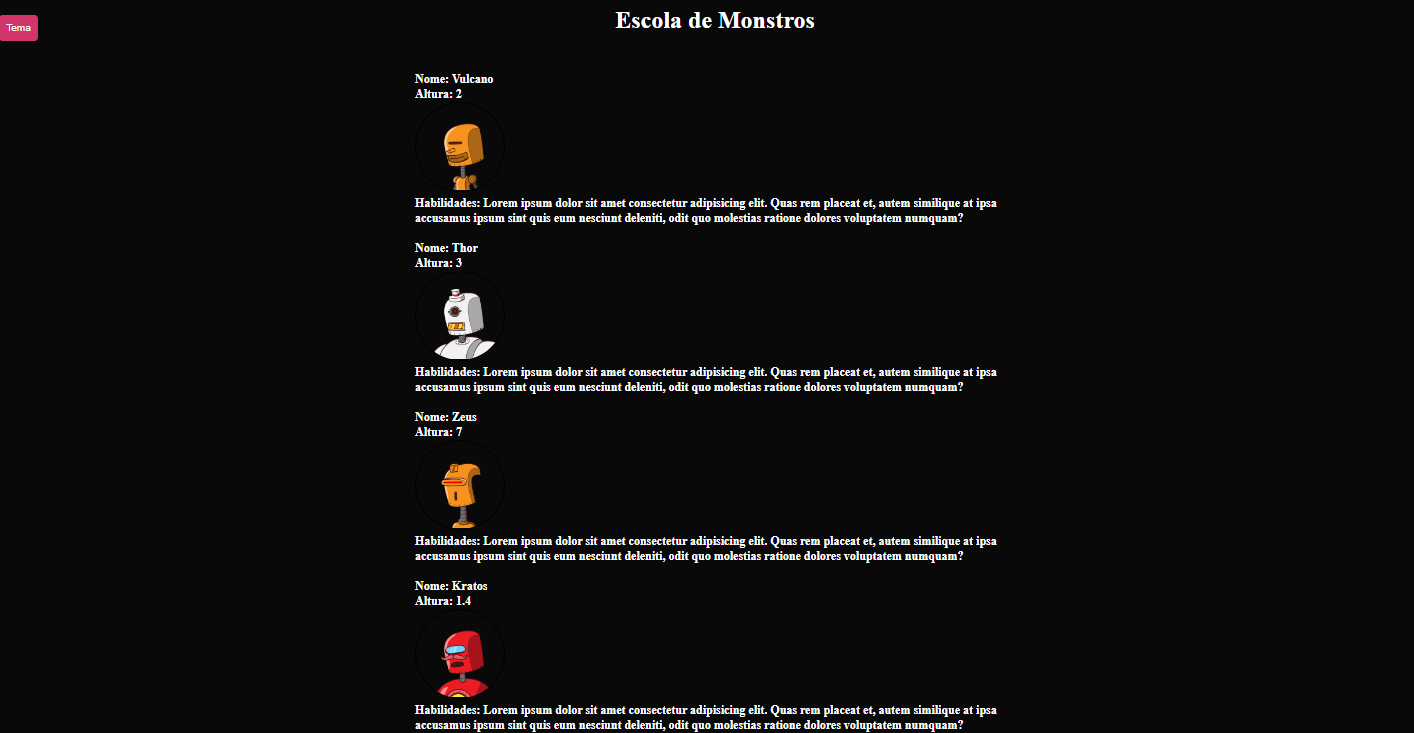 Escola de Monstros
Tema
Nome: Vulcano
Altura: 2
Habilidades: Lorem ipsum dolor sit amet consectetur adipisicing elit. Quas rem placeat et, autem similique at ipsa
accusamus ipsum sint quis eum nesciunt deleniti, odit quo molestias ratione dolores voluptatem numquam?
Nome: Thor
Altura: 3
Habilidades: Lorem ipsum dolor sit amet consectetur adipisicing elit. Quas rem placeat et, autem similique at ipsa
accusamus ipsum sint quis eum nesciunt deleniti, odit quo molestias ratione dolores voluptatem numquam?
Nome: Zeus
Altura: 7
Habilidades: Lorem ipsum dolor sit amet consectetur adipisicing elit. Quas rem placeat et, autem similique at ipsa
accusamus ipsum sint quis eum nesciunt deleniti, odit quo molestias ratione dolores voluptatem numquam?
Nome: Kratos
Altura: 1.4
Habilidades: Lorem ipsum dolor sit amet consectetur adipisicing elit. Quas rem placeat et, autem similique at ipsa
accusamus ipsum sint quis eum nesciunt deleniti, odit quo molestias ratione dolores voluptatem numquam?